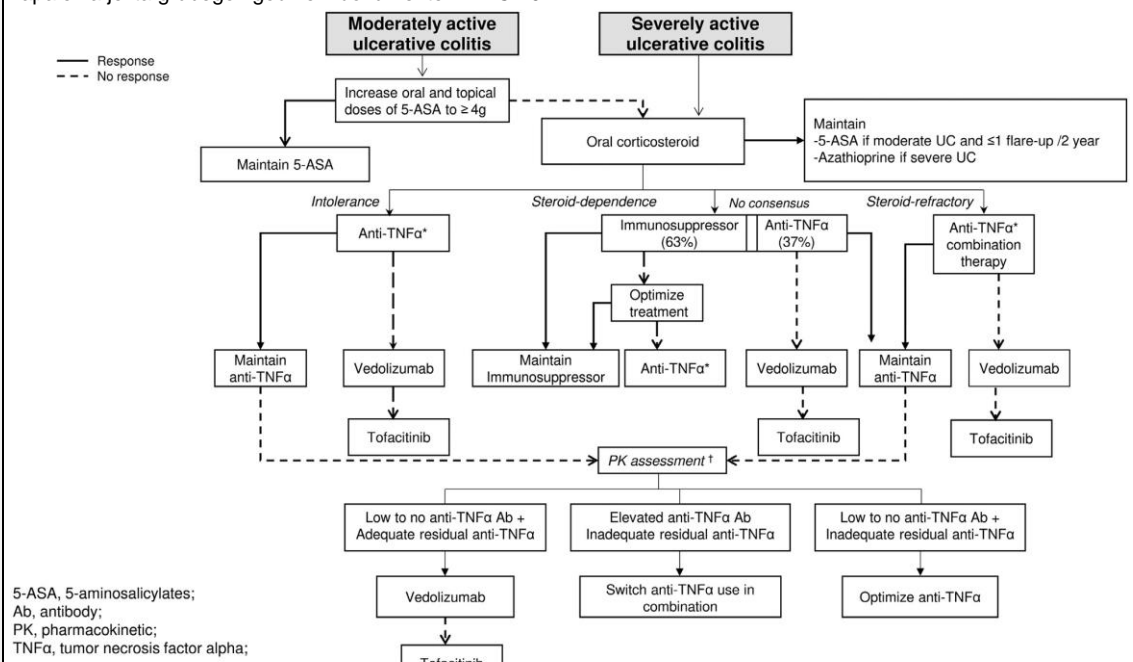 Moderately active
ulcerative colitis
Severely active
ulcerative colitis
Response
No response
Increase oral and topical
doses of 5-ASA to ≥ 4g
Maintain 5-ASA
Oral corticosteroid
Maintain
-5-ASA if moderate UC and ≤1 flare-up /2 year
-Azathioprine if severe UC
Intolerance
Steroid-dependence
No consensus
Steroid-refractory
Anti-TNFα*
Immunosuppressor
(63%)
Anti-TNFα
(37%)
Anti-TNFα*
combination
therapy
Optimize
treatment
Maintain
anti-TNFα
Vedolizumab
Maintain
Immunosuppressor
Anti-TNFα*
Vedolizumab
Maintain
anti-TNFα
Vedolizumab
Tofacitinib
Tofacitinib
Tofacitinib
PK assessment †
Low to no anti-TNFα Ab +
Adequate residual anti-TNFα
Elevated anti-TNFα Ab
Inadequate residual anti-TNFα
Low to no anti-TNFα Ab +
Inadequate residual anti-TNFα
Vedolizumab
Switch anti-TNFα use in
combination
Optimize anti-TNFα
Tofacitinib
5-ASA, 5-aminosalicylates;
Ab, antibody;
PK, pharmacokinetic;
TNFα, tumor necrosis factor alpha;